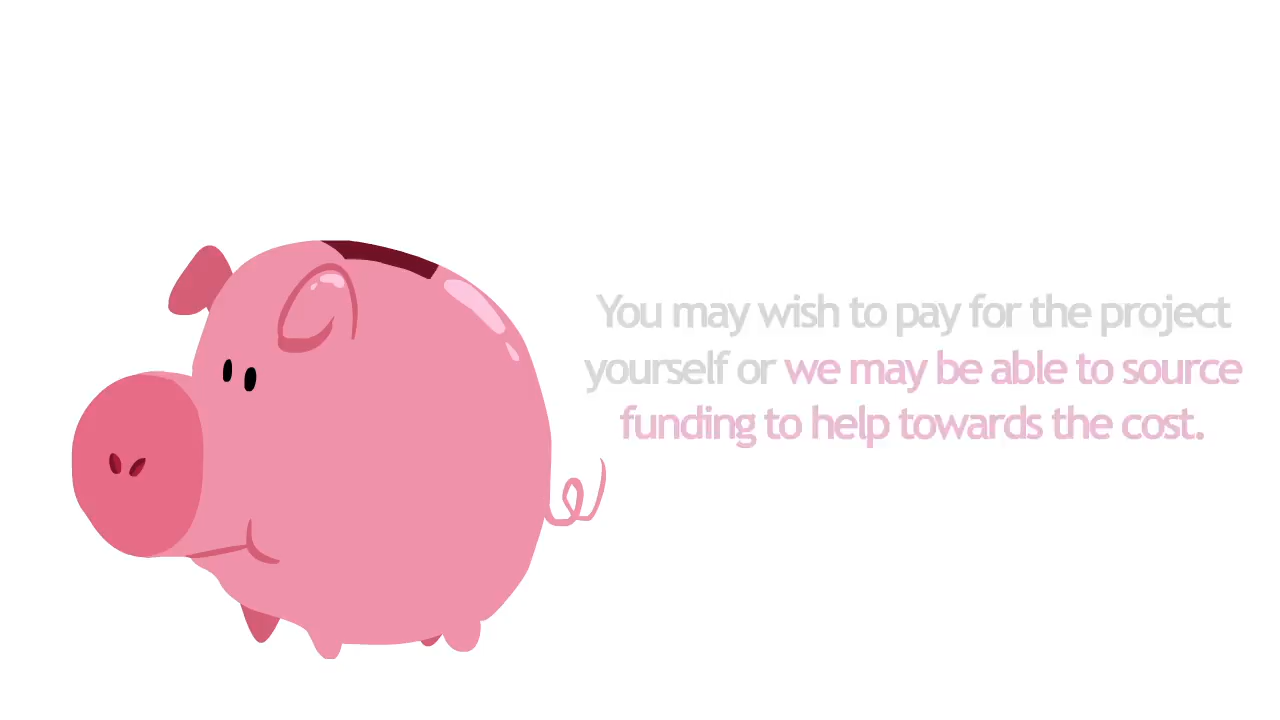 You may wish to pay for the project
yourself or we may be able to source
funding to help towards the cost.